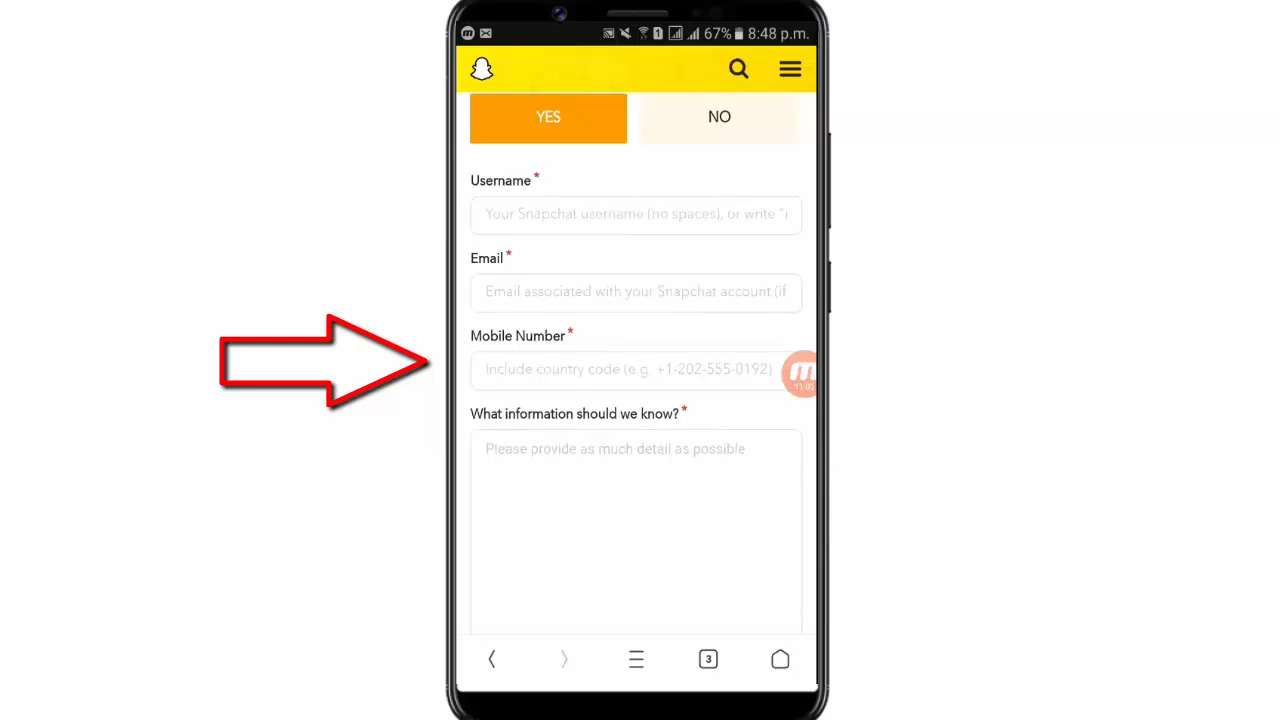 67% 8:48 p.m.
YES NO
Username *
Your Snapchat username (no spaces), or write "
Email *
Email associated with your Snapchat account (if
Mobile Number *
Include country code (e.g. +1-202-555-0192)
11:02
What information should we know? *
Please provide as much detail as possible
3